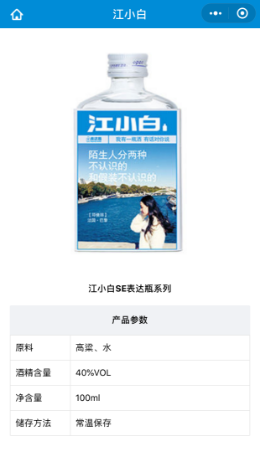 江小白
江小白
我有一瓶酒 有话对你说
陌生人分两种
不认识的
和假装不认识的
江小白SE表达瓶系列
产品参数
原料 高粱、水
酒精含量 40%VOL
净含量 100ml
储存方法 常温保存